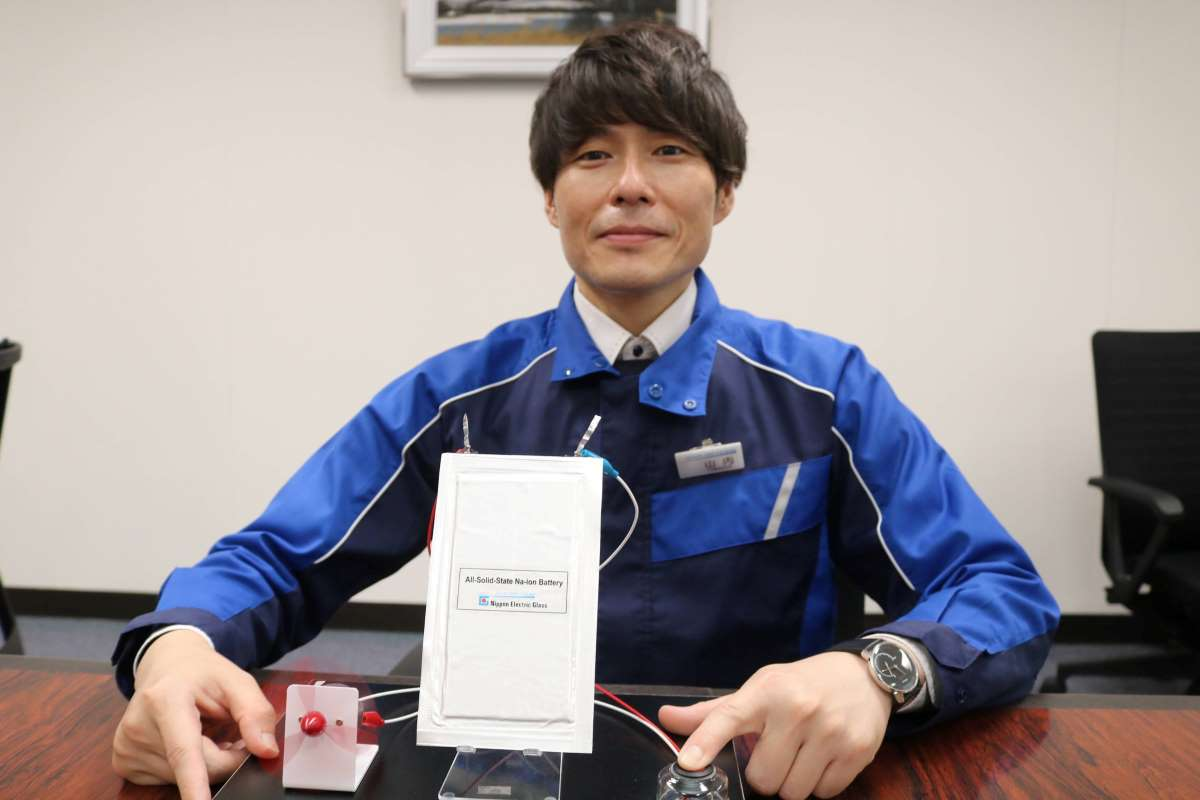 All-Solid-State Na-ion Battery
Nippon Electric Glass